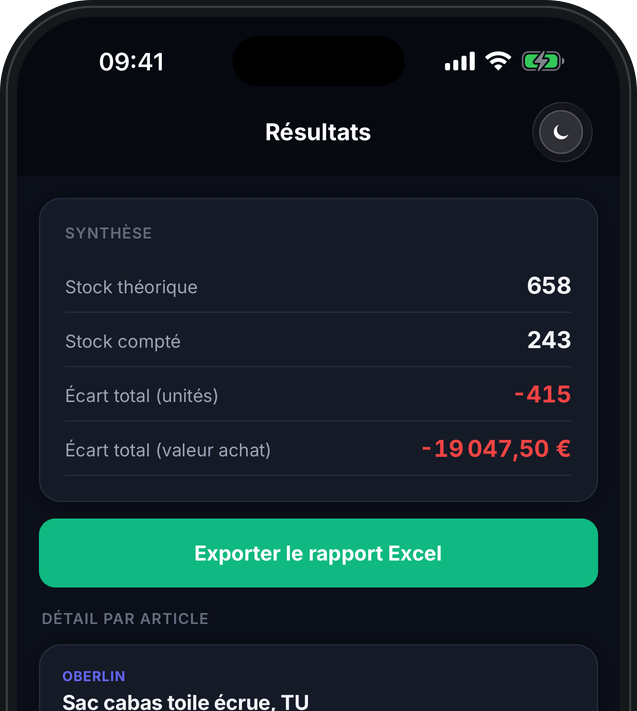 09:41
Résultats
SYNTHÈSE
Stock théorique 658
Stock compté 243
Écart total (unités) -415
Écart total (valeur achat) -19 047,50 €
Exporter le rapport Excel
DÉTAIL PAR ARTICLE
OBERLIN
Sac cabas toile écrue, TU